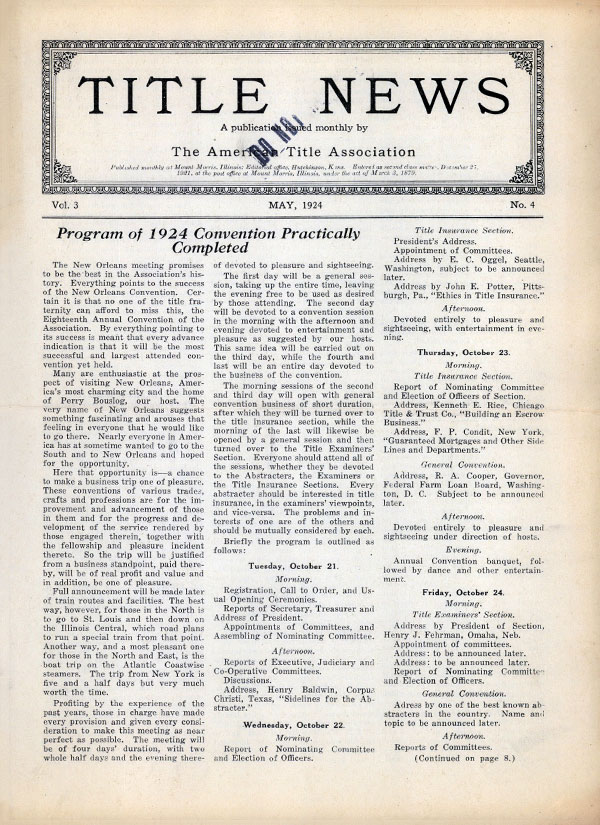 TITLE NEWS
A publication issued monthly by
The American Title Association
Published monthly at Mount Morris, Illinois; Editorial office, Hutchinson, Kans. Entered as second class matter, December 25,
1921, at the post office at Mount Morris, Illinois, under the act of March 3, 1879.
DO NOT
Vol. 3 MAY, 1924 No. 4
Program of 1924 Convention Practically
Completed
The New Orleans meeting promises
to be the best in the Association's his-
tory. Everything points to the success
of the New Orleans Convention. Cer-
tain it is that no one of the title fra-
ternity can afford to miss this, the
Eighteenth Annual Convention of the
Association. By everything pointing to
its success is meant that every advance
indication is that it will be the most
successful and largest attended con-
vention yet held.
Many are enthusiastic at the pros-
pect of visiting New Orleans, Amer-
ica's most charming city and the home
of Perry Bouslog, our host. The
very name of New Orleans suggests
something fascinating and arouses that
feeling in everyone that he would like
to go there. Nearly everyone in Amer-
ica has at sometime wanted to go to the
South and to New Orleans and hoped
for the opportunity.
Here that opportunity is—a chance
to make a business trip one of pleasure.
These conventions of various trades,
crafts and professions are for the im-
provement and advancement of those
in them and for the progress and de-
velopment of the service rendered by
those engaged therein, together with
the fellowship and pleasure incident
thereto. So the trip will be justified
from a business standpoint, paid there-
by, will be of real profit and value and
in addition, be one of pleasure.
Full announcement will be made later
of train routes and facilities. The best
way, however, for those in the North is
to go to St. Louis and then down on
the Illinois Central, which road plans
to run a special train from that point.
Another way, and a most pleasant one
for those in the North and East, is the
boat trip on the Atlantic Coastwise
steamers. The trip from New York is
five and a half days but very much
worth the time.
Profiting by the experience of the
past years, those in charge have made
every provision and given every consi-
deration to make this meeting as near
perfect as possible. The meeting will
be of four days' duration, with two
whole half days and the evening there-
of devoted to pleasure and sightseeing.
The first day will be a general ses-
sion, taking up the entire time, leaving
the evening free to be used as desired
by those attending. The second day
will be devoted to a convention session
in the morning with the afternoon and
evening devoted to entertainment and
pleasure as suggested by our hosts.
This same idea will be carried out on
the third day, while the fourth and
last will be an entire day devoted to
the business of the convention.
The morning sessions of the second
and third day will open with general
convention business of short duration,
after which they will be turned over to
the title insurance section, while the
morning of the last will likewise be
opened by a general session and then
turned over to the Title Examiners'
Section. Everyone should attend all of
the sessions, whether they be devoted
to the Abstracters, the Examiners or
the Title Insurance Sections. Every
abstracter should be interested in title
insurance, in the examiners' viewpoints,
and vice-versa. The problems and in-
terests of one are of the others and
should be mutually considered by each.
Briefly the program is outlined as
follows:
Tuesday, October 21.
Morning.
Registration, Call to Order, and Us-
ual Opening Ceremonies.
Reports of Secretary, Treasurer and
Address of President.
Appointments of Committees, and
Assembling of Nominating Committee.
Afternoon.
Reports of Executive, Judiciary and
Co-Operative Committees.
Discussions.
Address, Henry Baldwin, Corpus
Christi, Texas, "Sidelines for the Ab-
stracter."
Wednesday, October 22.
Morning.
Report of Nominating Committee
and Election of Officers.
Title Insurance Section.
President's Address.
Appointment of Committees.
Address by E. C. Oggel, Seattle,
Washington, subject to be announced
later.
Address by John E. Potter, Pitts-
burgh, Pa., "Ethics in Title Insurance."
Afternoon.
Devoted entirely to pleasure and
sightseeing, with entertainment in eve-
ning.
Thursday, October 23.
Morning.
Title Insurance Section.
Report of Nominating Committee
and Election of Officers of Section.
Address, Kenneth E. Rice, Chicago
Title & Trust Co., "Building an Escrow
Business."
Address, F. P. Condit, New York,
"Guaranteed Mortgages and Other Side
Lines and Departments."
General Convention.
Address, R. A. Cooper, Governor,
Federal Farm Loan Board, Washing-
ton, D. C. Subject to be announced
later.
Afternoon.
Devoted entirely to pleasure and
sightseeing under direction of hosts.
Evening.
Annual Convention banquet, fol-
lowed by dance and other entertain-
ment.
Friday, October 24.
Morning.
Title Examiners' Section.
Address by President of Section,
Henry J. Fehrman, Omaha, Neb.
Appointment of committees.
Address: to be announced later.
Address: to be announced later.
Report of Nominating Committee
and Election of Officers.
General Convention.
Adress by one of the best known ab-
stracters in the country. Name and
topic to be announced later.
Afternoon.
Reports of Committees.
(Continued on page 8.)